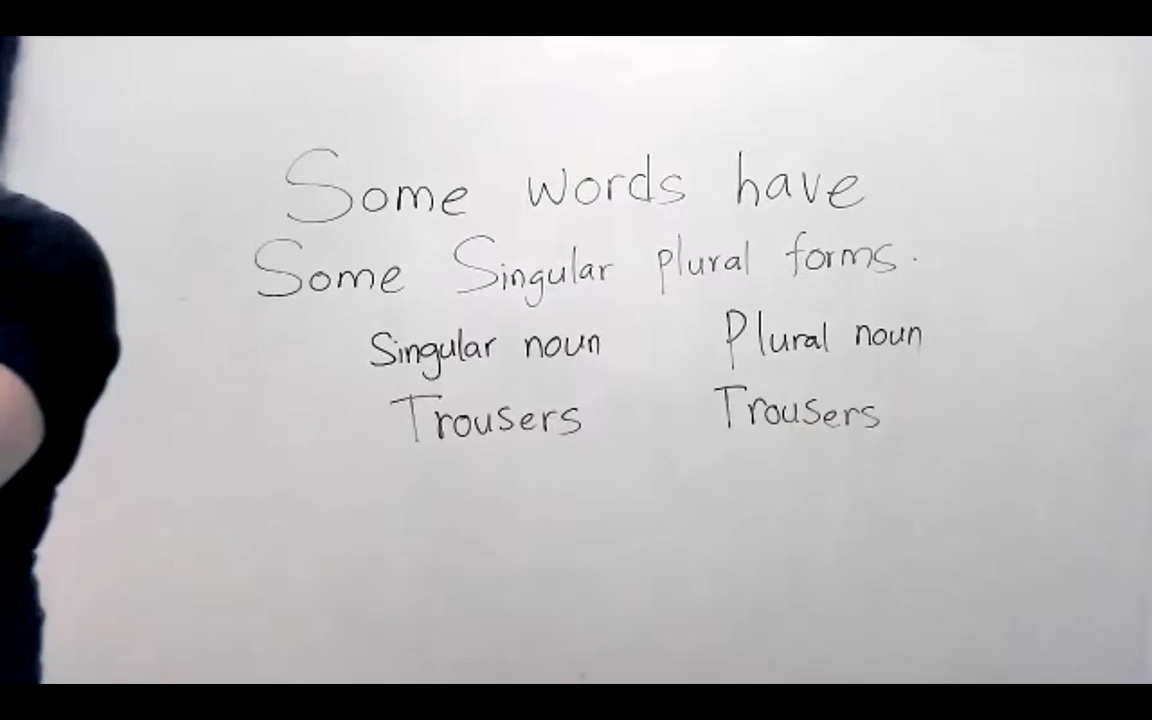 Some words have
Some Singular plural forms.
Singular noun Plural noun
Trousers Trousers